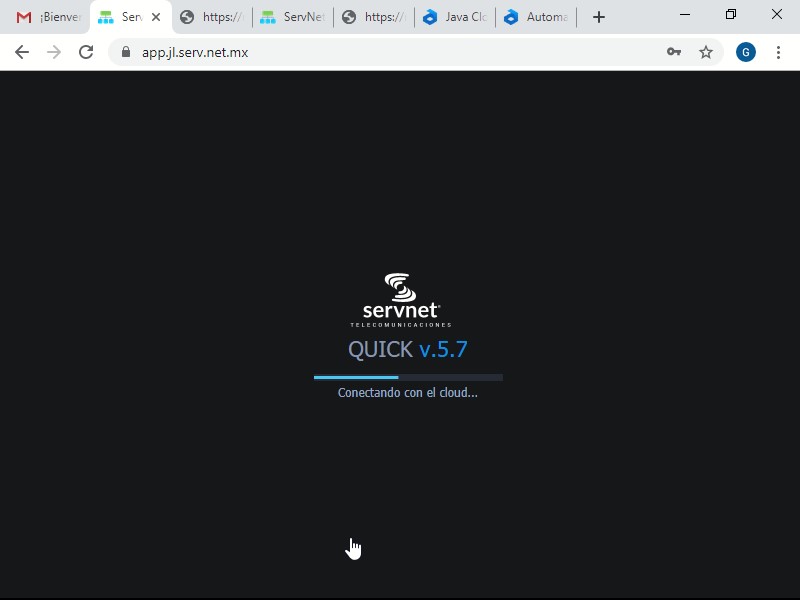 ¡Bienve
Serv
https://
ServNet
https://
Java Clo
Automa
app.jl.serv.net.mx
G
servnet
TELECOMUNICACIONES
QUICK v.5.7
Conectando con el cloud...